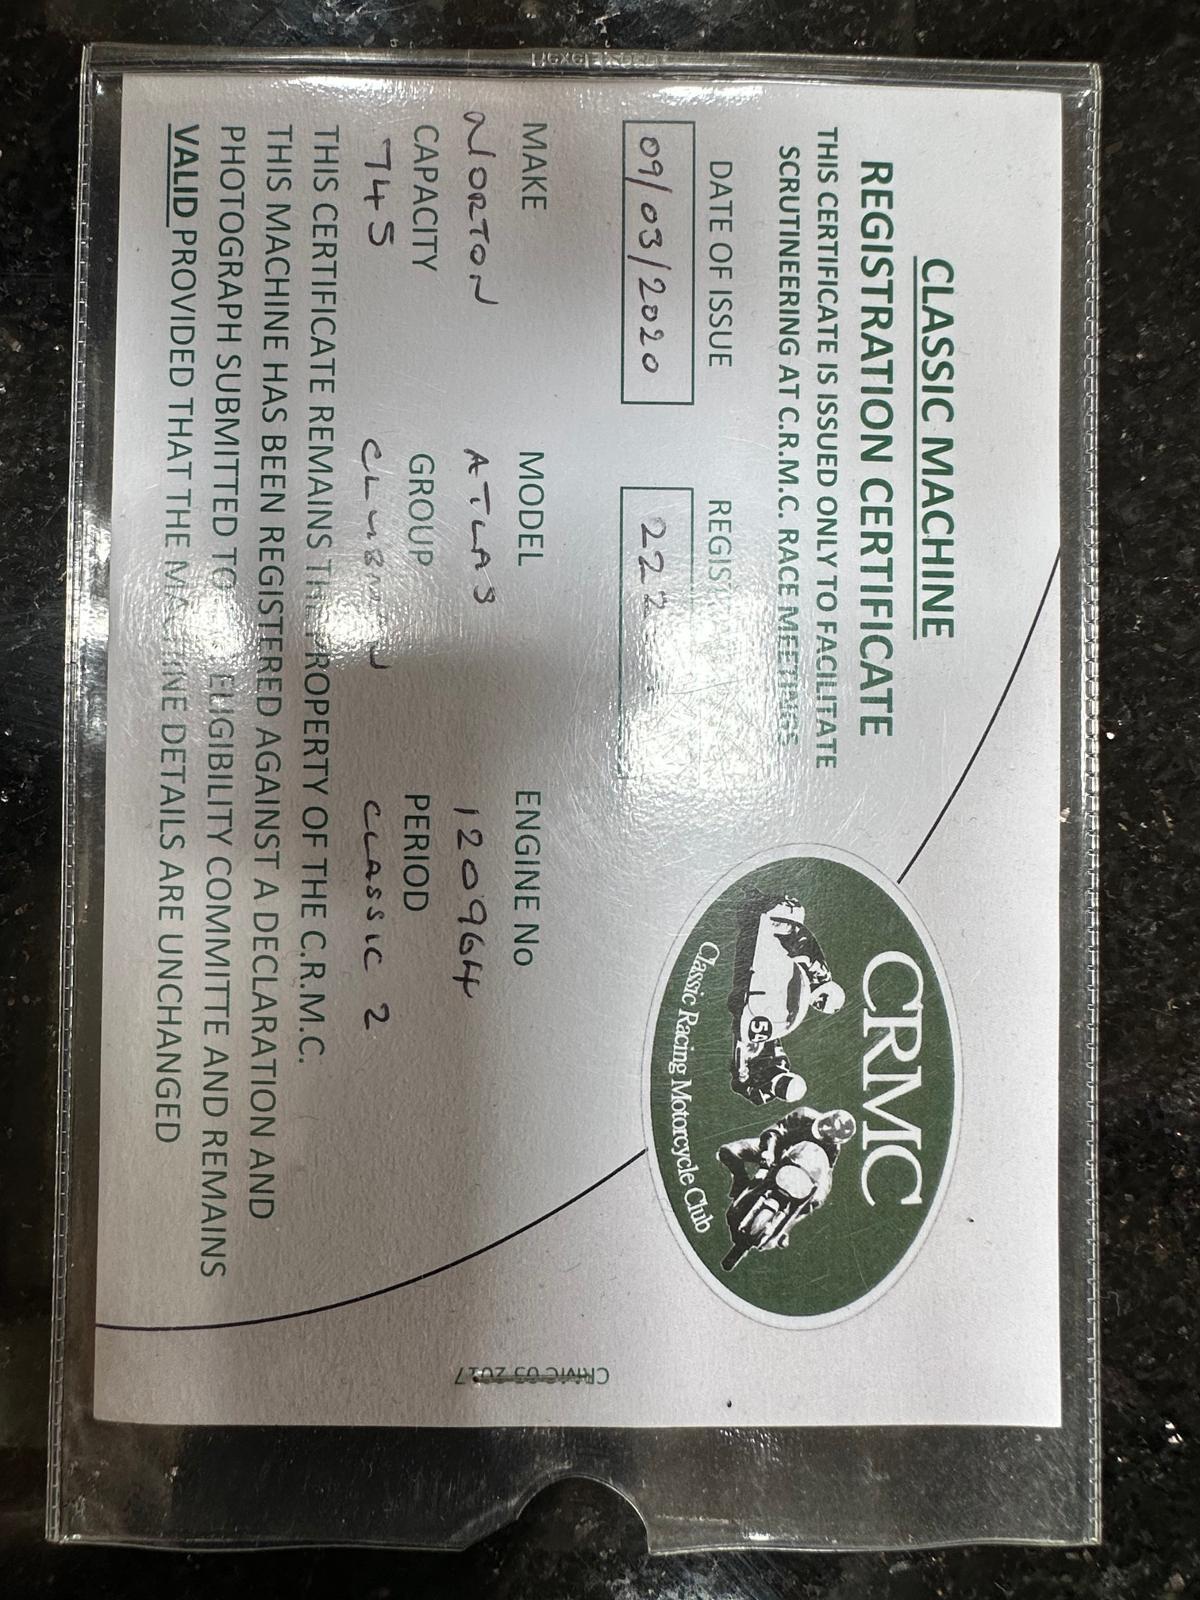 CLASSIC MACHINE
REGISTRATION CERTIFICATE
THIS CERTIFICATE IS ISSUED ONLY TO FACILITATE
SCRUTINEERING AT C.R.M.C. RACE MEETINGS
DATE OF ISSUE
09/03/2020
CRMC
54
Classic Racing Motorcycle Club
MAKE MODEL ENGINE No
NORTON ATLAS 120964
CAPACITY GROUP PERIOD
745 CLASSIC 2
THIS CERTIFICATE REMAINS THE PROPERTY OF THE C.R.M.C.
THIS MACHINE HAS BEEN REGISTERED AGAINST A DECLARATION AND
PHOTOGRAPH SUBMITTED TO ELIGIBILITY COMMITTE AND REMAINS
VALID PROVIDED THAT THE MACHINE DETAILS ARE UNCHANGED
CRMC 05 2017